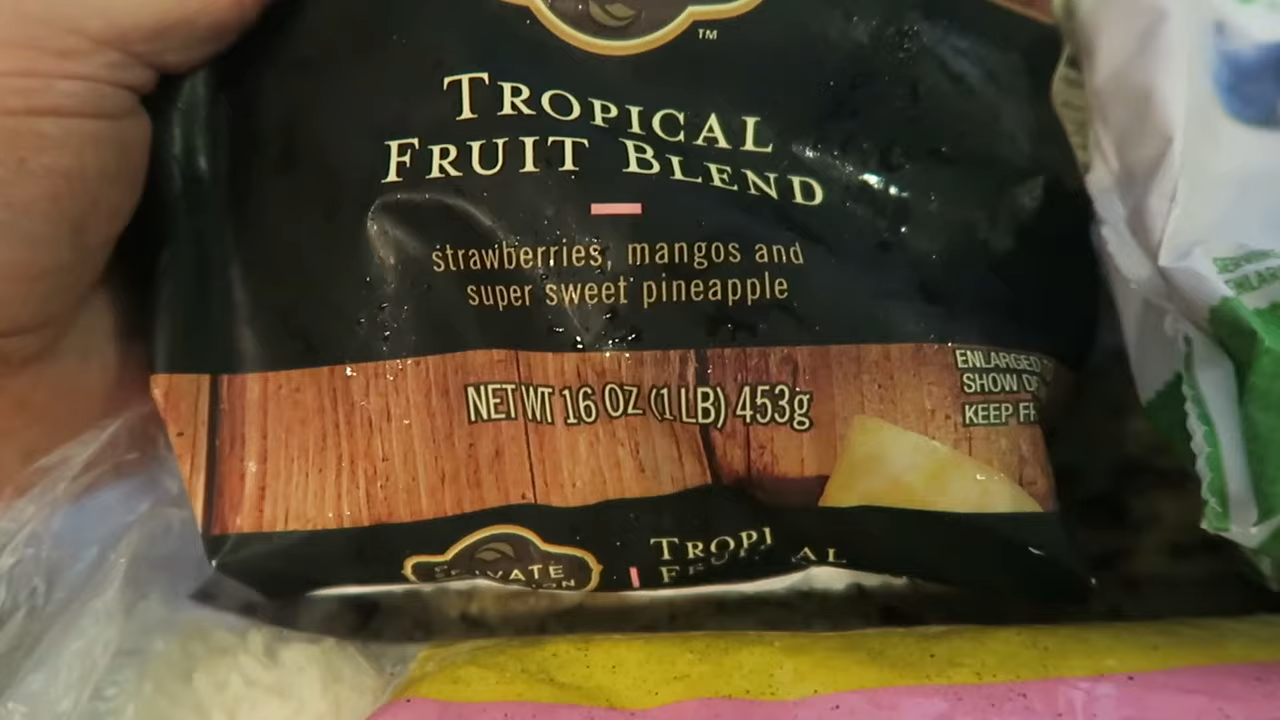 TM
TROPICAL
FRUIT BLEND
strawberries, mangos and
super sweet pineapple
NET WT 16 OZ (1 LB) 453g
ENLARGED
SHOW
KEEP
PRIVATE